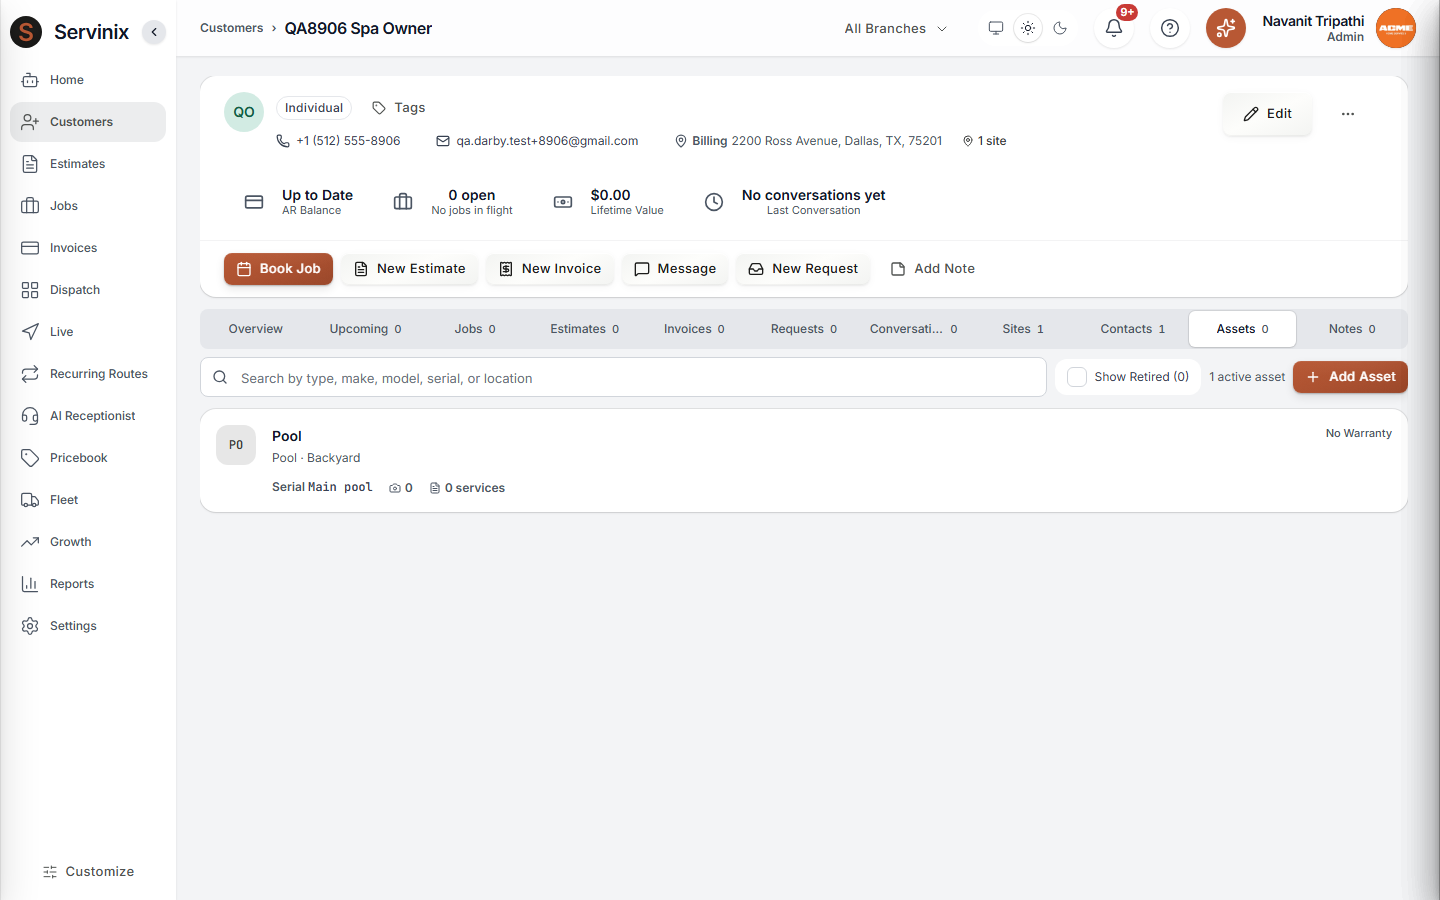 Servinix
Home
Customers
Estimates
Jobs
Invoices
Dispatch
Live
Recurring Routes
AI Receptionist
Pricebook
Fleet
Growth
Reports
Settings
Customize
Customers › QA8906 Spa Owner
All Branches
9+
Navanit Tripathi
Admin
ACME
QO
Individual
Tags
+1 (512) 555-8906
qa.darby.test+8906@gmail.com
Billing 2200 Ross Avenue, Dallas, TX, 75201
1 site
Edit
Up to Date
AR Balance
0 open
No jobs in flight
$0.00
Lifetime Value
No conversations yet
Last Conversation
Book Job
New Estimate
New Invoice
Message
New Request
Add Note
Overview
Upcoming 0
Jobs 0
Estimates 0
Invoices 0
Requests 0
Conversati... 0
Sites 1
Contacts 1
Assets 0
Notes 0
Search by type, make, model, serial, or location
Show Retired (0)
1 active asset
Add Asset
PO
Pool
No Warranty
Pool · Backyard
Serial Main pool
0
0 services